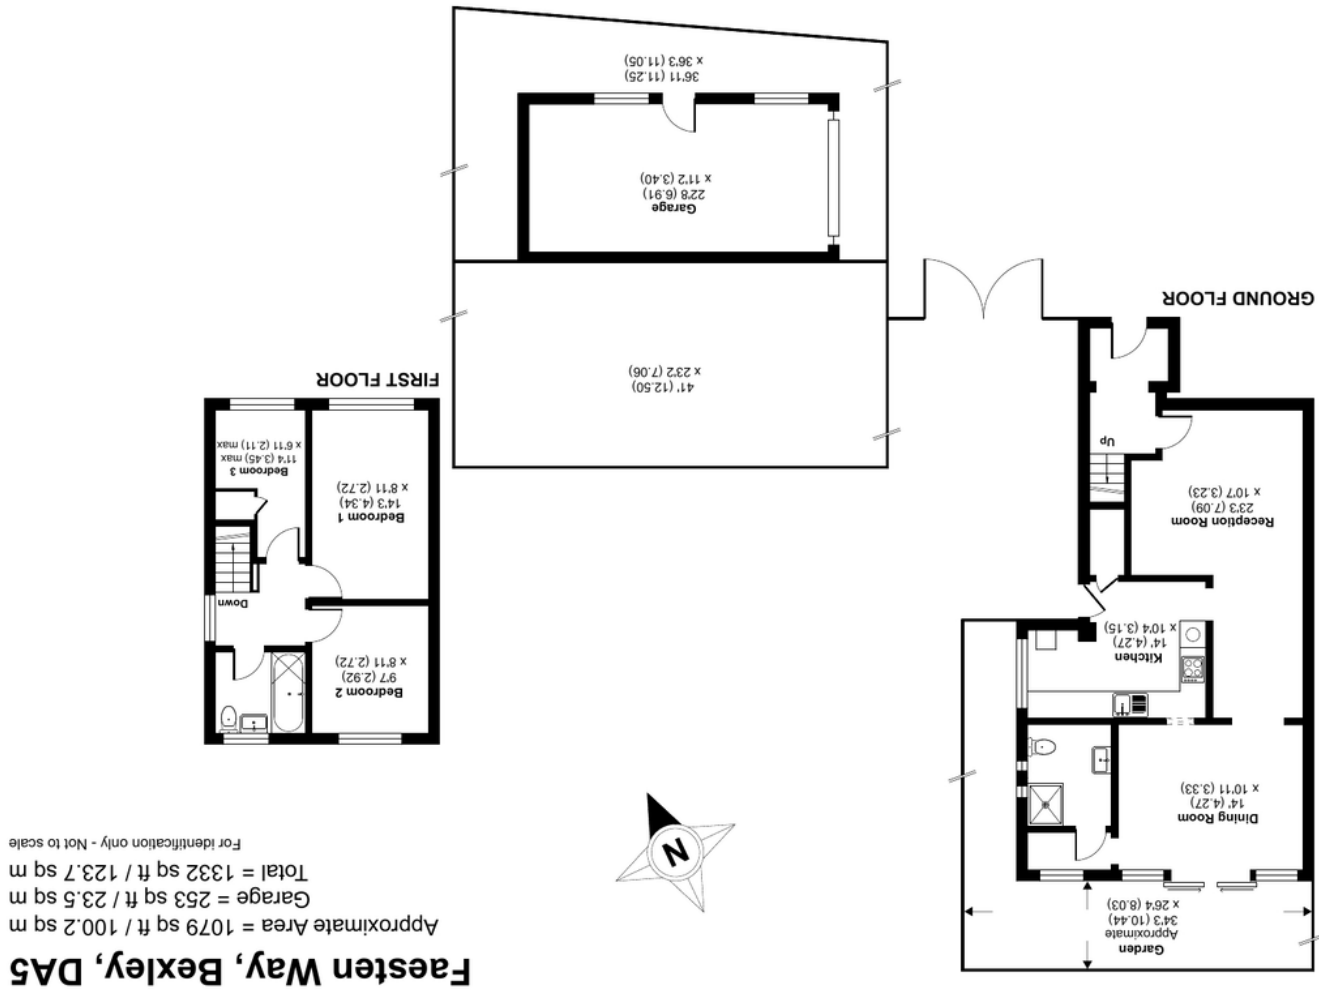 Faesten Way, Bexley, DA5
Approximate Area = 1079 sq ft / 100.2 sq m
Garage = 253 sq ft / 23.5 sq m
Total = 1332 sq ft / 123.7 sq m
For identification only - Not to scale
Garden
Approximate
34'3 (10.44)
x 26'4 (8.03)
Dining Room
14' (4.27)
x 10'11 (3.33)
Kitchen
14' (4.27)
x 10'4 (3.15)
Reception Room
23'3 (7.09)
x 10'7 (3.23)
Up
GROUND FLOOR
N
Bedroom 2
9'7 (2.92)
x 8'11 (2.72)
Down
Bedroom 1
14'3 (4.34)
x 8'11 (2.72)
Bedroom 3
11'4 (3.45) max
x 6'11 (2.11) max
FIRST FLOOR
41' (12.50)
x 23'2 (7.06)
Garage
22'8 (6.91)
x 11'2 (3.40)
36'11 (11.25)
x 36'3 (11.05)